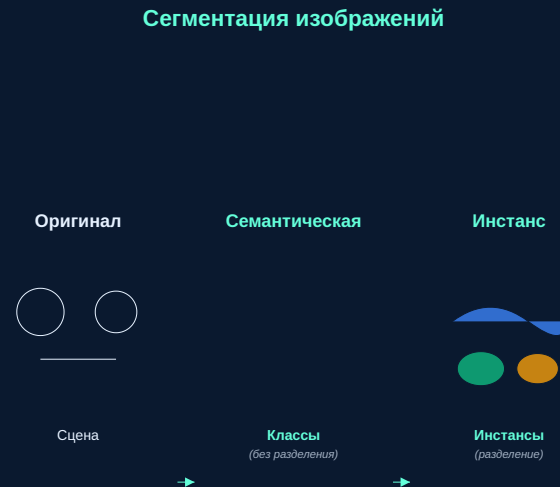 Сегментация изображений
Оригинал
Семантическая
Инстанс
Сцена
Классы
(без разделения)
Инстансы
(разделение)